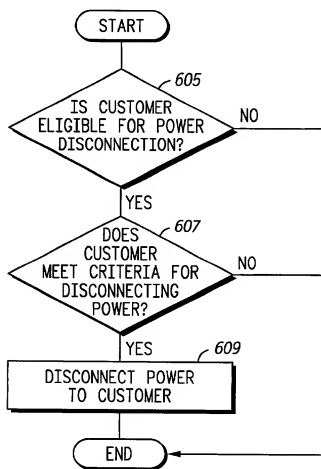 START
605
IS CUSTOMER
ELIGIBLE FOR POWER
DISCONNECTION?
NO
YES
607
DOES
CUSTOMER
MEET CRITERIA FOR
DISCONNECTING
POWER?
NO
YES
609
DISCONNECT POWER
TO CUSTOMER
END